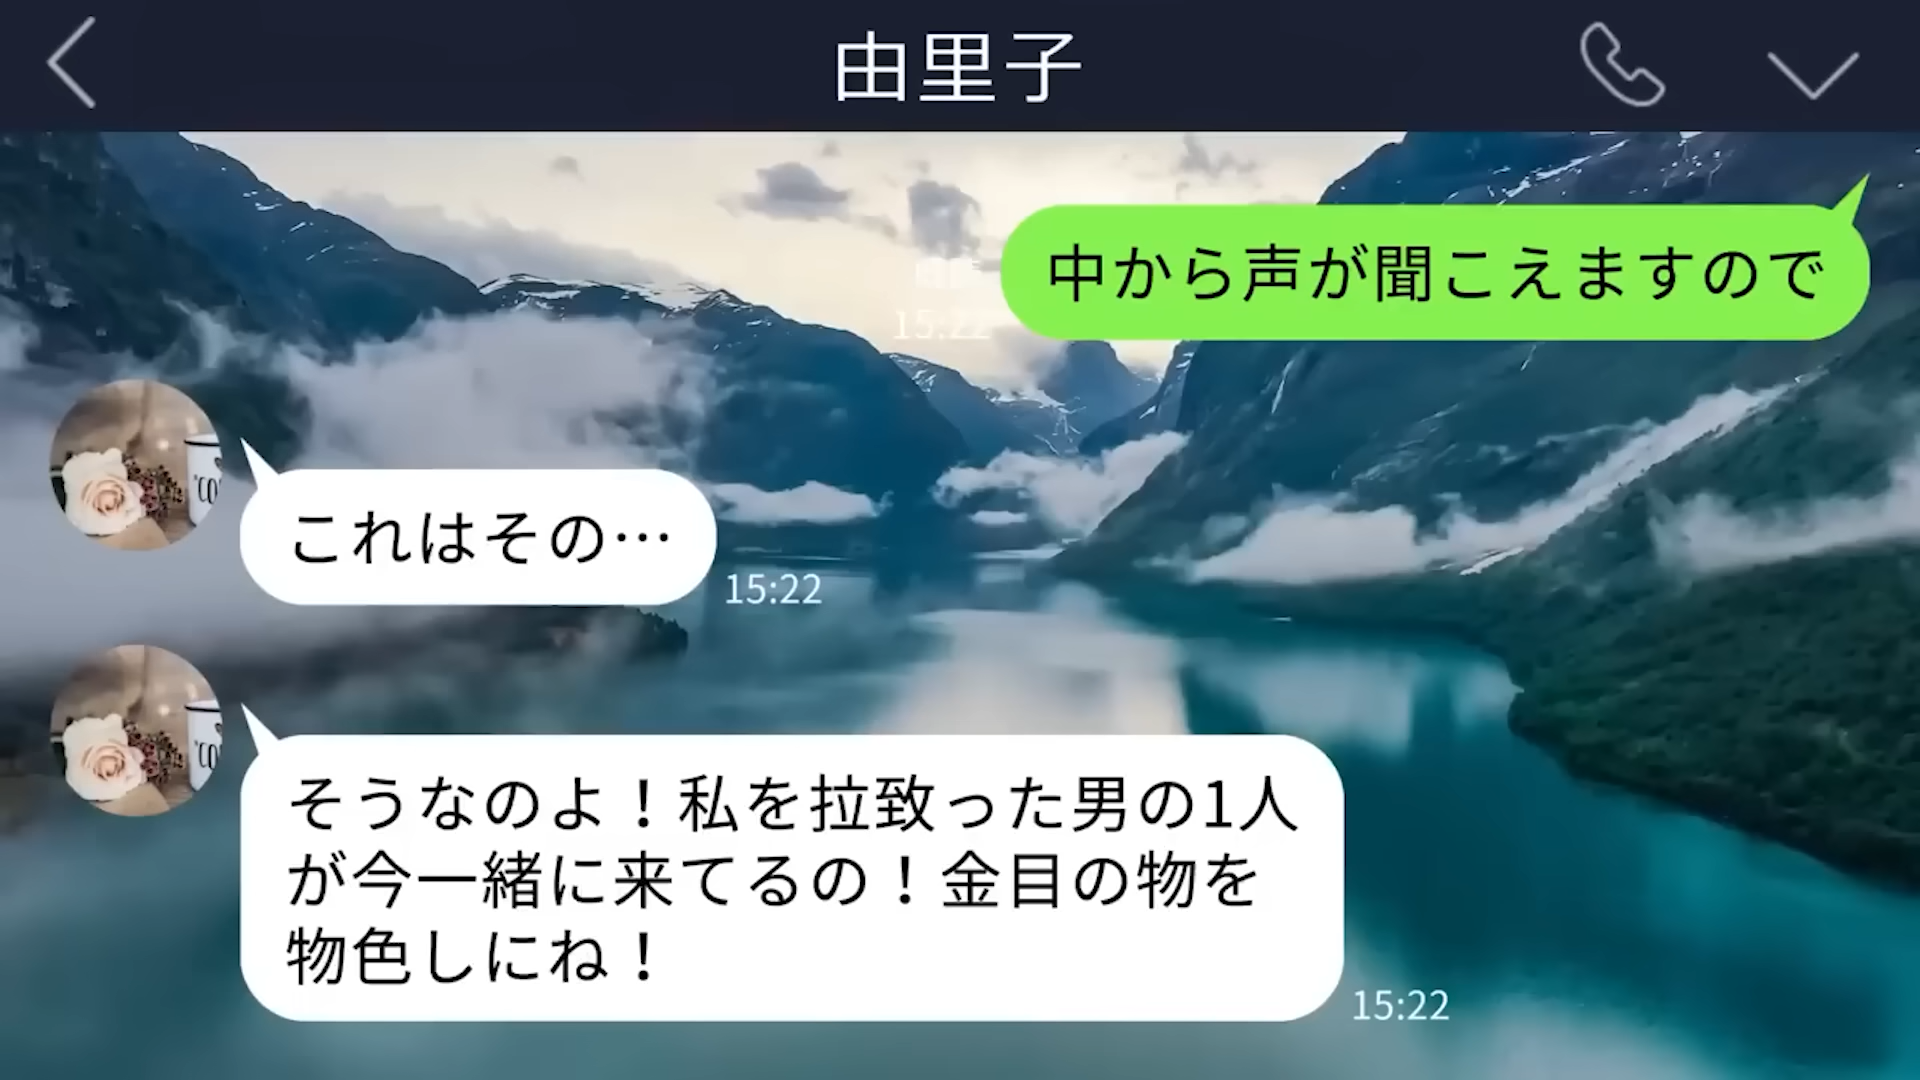 由里子
中から声が聞こえますので
15:22
これはその…
15:22
そうなのよ！私を拉致った男の1人
が今一緒に来てるの！金目の物を
物色しにね！
15:22